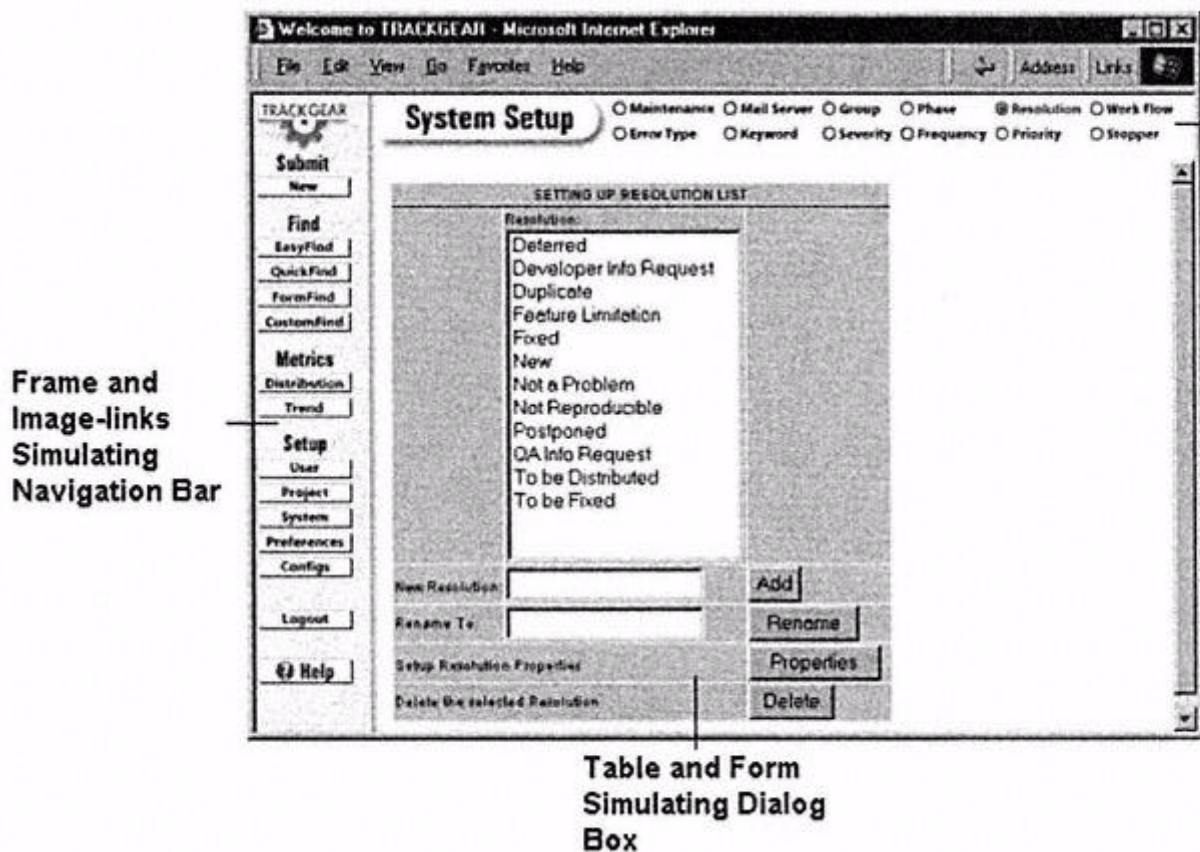 Welcome to TRACKGEAR - Microsoft Internet Explorer
File Edit View Go Favorites Help Address Links
TRACKGEAR
System Setup
Maintenance Mail Server Group Phase Resolution Work Flow
Error Type Keyword Severity Frequency Priority Stopper
Submit
New
Find
EasyFind
QuickFind
FormFind
CustomFind
Metrics
Distribution
Trend
Setup
User
Project
System
Preferences
Configs
Logout
Help
SETTING UP RESOLUTION LIST
Resolution:
Deferred
Developer Info Request
Duplicate
Feature Limitation
Fixed
New
Not a Problem
Not Reproducible
Postponed
QA Info Request
To be Distributed
To be Fixed
New Resolution: Add
Rename To: Rename
Setup Resolution Properties Properties
Delete the selected Resolution Delete
Frame and
Image-links
Simulating
Navigation Bar
Table and Form
Simulating Dialog
Box